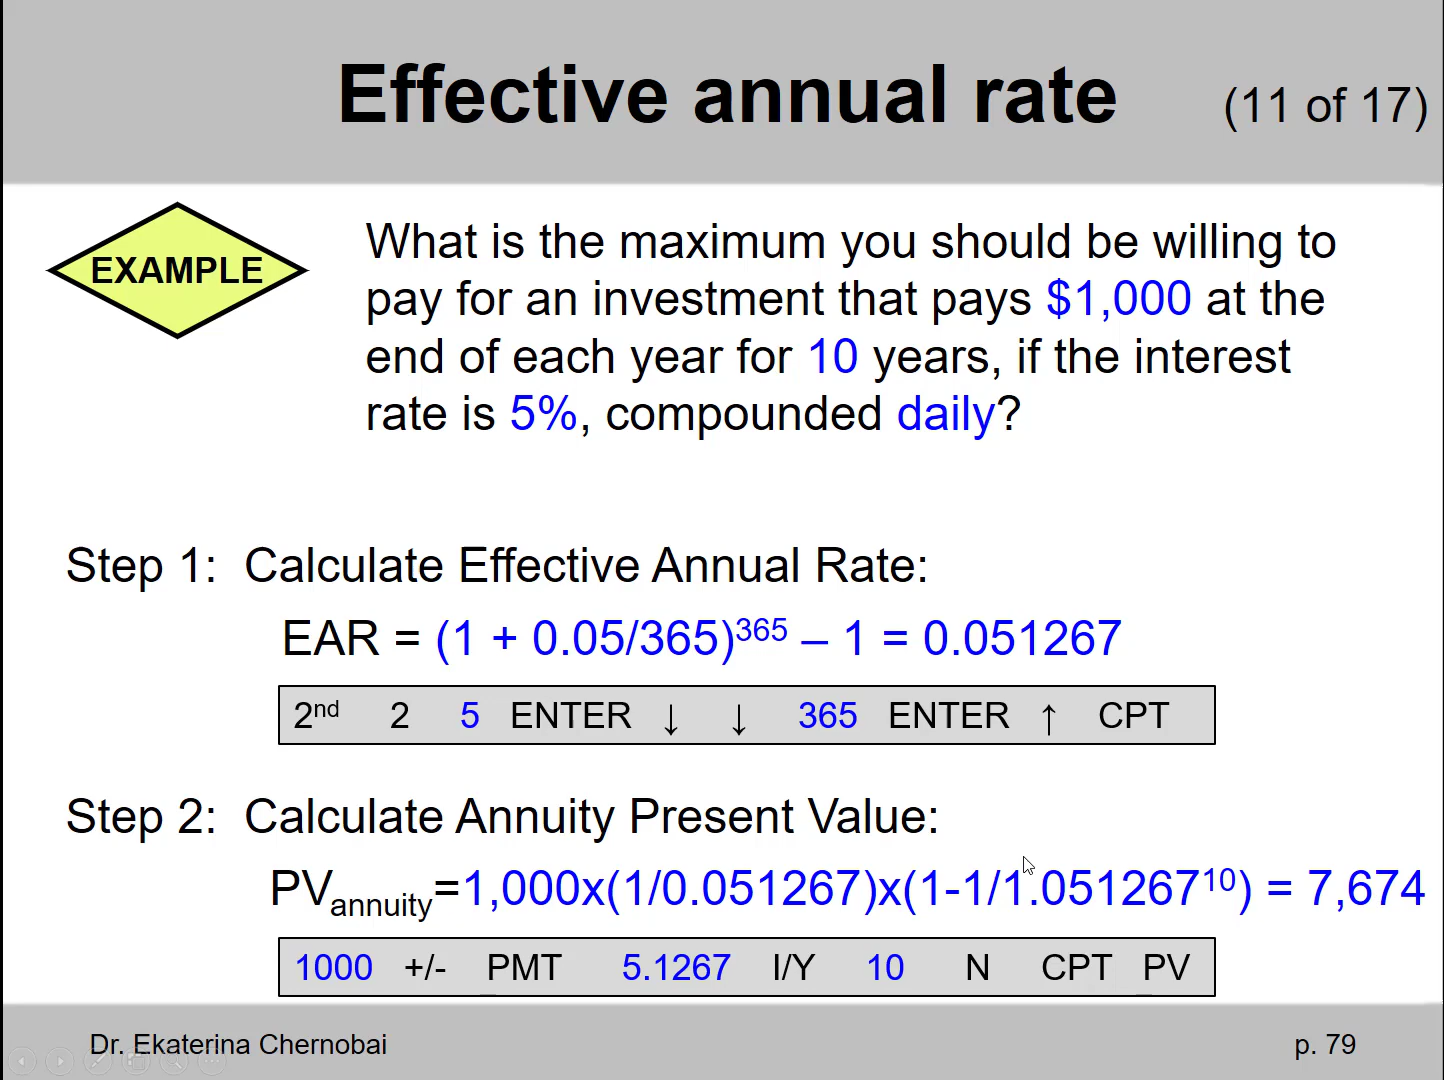 Effective annual rate (11 of 17)
EXAMPLE
What is the maximum you should be willing to
pay for an investment that pays $1,000 at the
end of each year for 10 years, if the interest
rate is 5%, compounded daily?
Step 1: Calculate Effective Annual Rate:
EAR = (1 + 0.05/365)³⁶⁵ – 1 = 0.051267
2ⁿᵈ 2 5 ENTER ↓ ↓ 365 ENTER ↑ CPT
Step 2: Calculate Annuity Present Value:
PVannuity=1,000x(1/0.051267)x(1-1/1.051267¹⁰) = 7,674
1000 +/- PMT 5.1267 I/Y 10 N CPT PV
Dr. Ekaterina Chernobai
p. 79